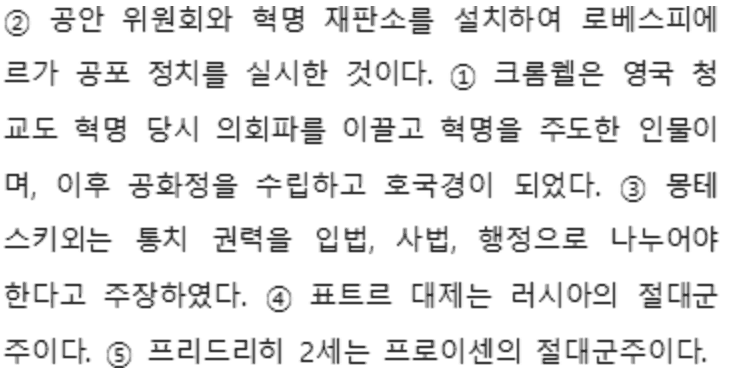 ② 공안 위원회와 혁명 재판소를 설치하여 로베스피에
르가 공포 정치를 실시한 것이다. ① 크롬웰은 영국 청
교도 혁명 당시 의회파를 이끌고 혁명을 주도한 인물이
며, 이후 공화정을 수립하고 호국경이 되었다. ③ 몽테
스키외는 통치 권력을 입법, 사법, 행정으로 나누어야
한다고 주장하였다. ④ 표트르 대제는 러시아의 절대군
주이다. ⑤ 프리드리히 2세는 프로이센의 절대군주이다.